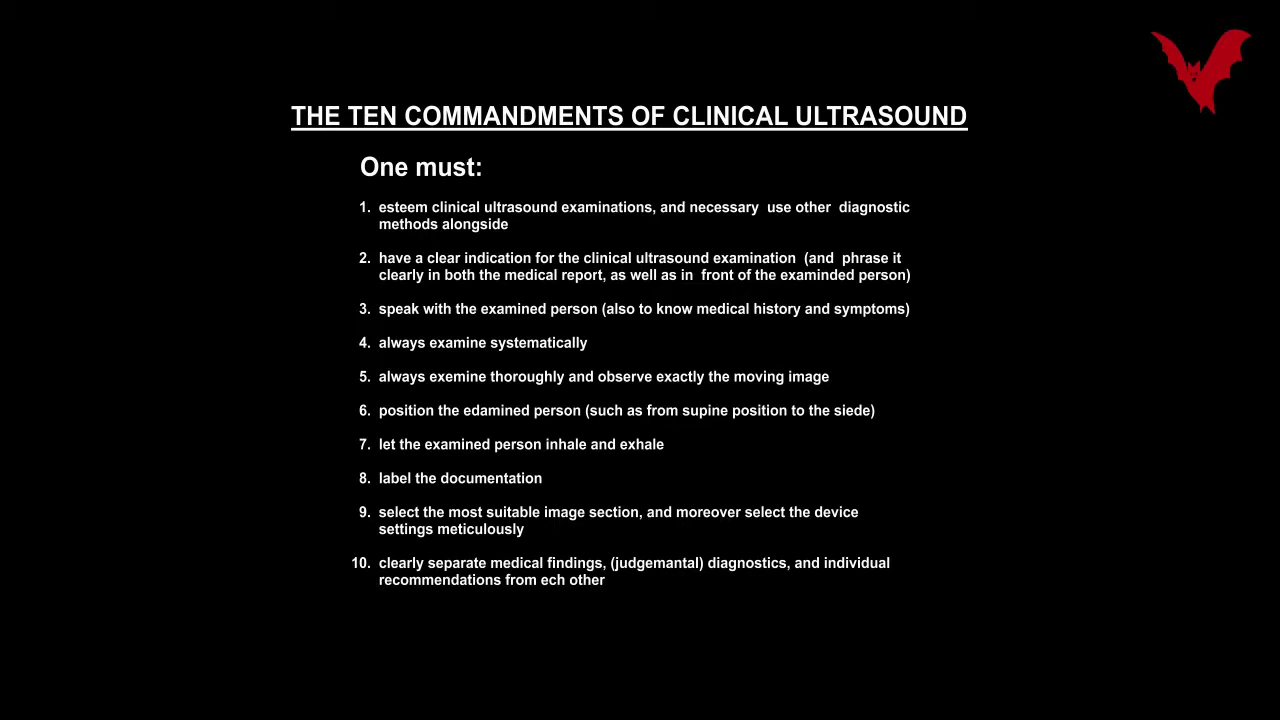 THE TEN COMMANDMENTS OF CLINICAL ULTRASOUND
One must:
1. esteem clinical ultrasound examinations, and necessary  use other  diagnostic
methods alongside
2. have a clear indication for the clinical ultrasound examination  (and  phrase it
clearly in both the medical report, as well as in  front of the examinded person)
3. speak with the examined person (also to know medical history and symptoms)
4. always examine systematically
5. always exemine thoroughly and observe exactly the moving image
6. position the edamined person (such as from supine position to the siede)
7. let the examined person inhale and exhale
8. label the documentation
9. select the most suitable image section, and moreover select the device
settings meticulously
10. clearly separate medical findings, (judgemantal) diagnostics, and individual
recommendations from ech other